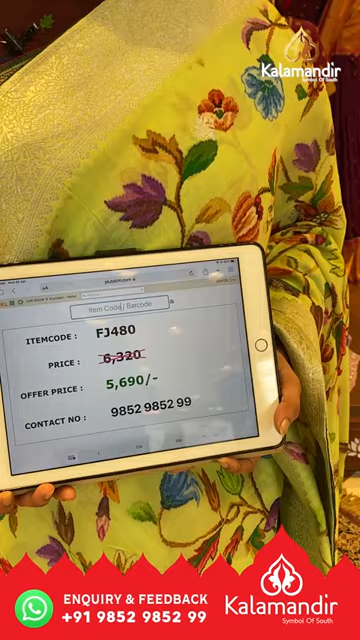 Kalamandir
Symbol Of South
Item Code / Barcode
ITEMCODE : FJ480
PRICE : 6,320
OFFER PRICE : 5,690/-
CONTACT NO : 9852 9852 99
ENQUIRY & FEEDBACK
+91 9852 9852 99
Kalamandir
Symbol Of South